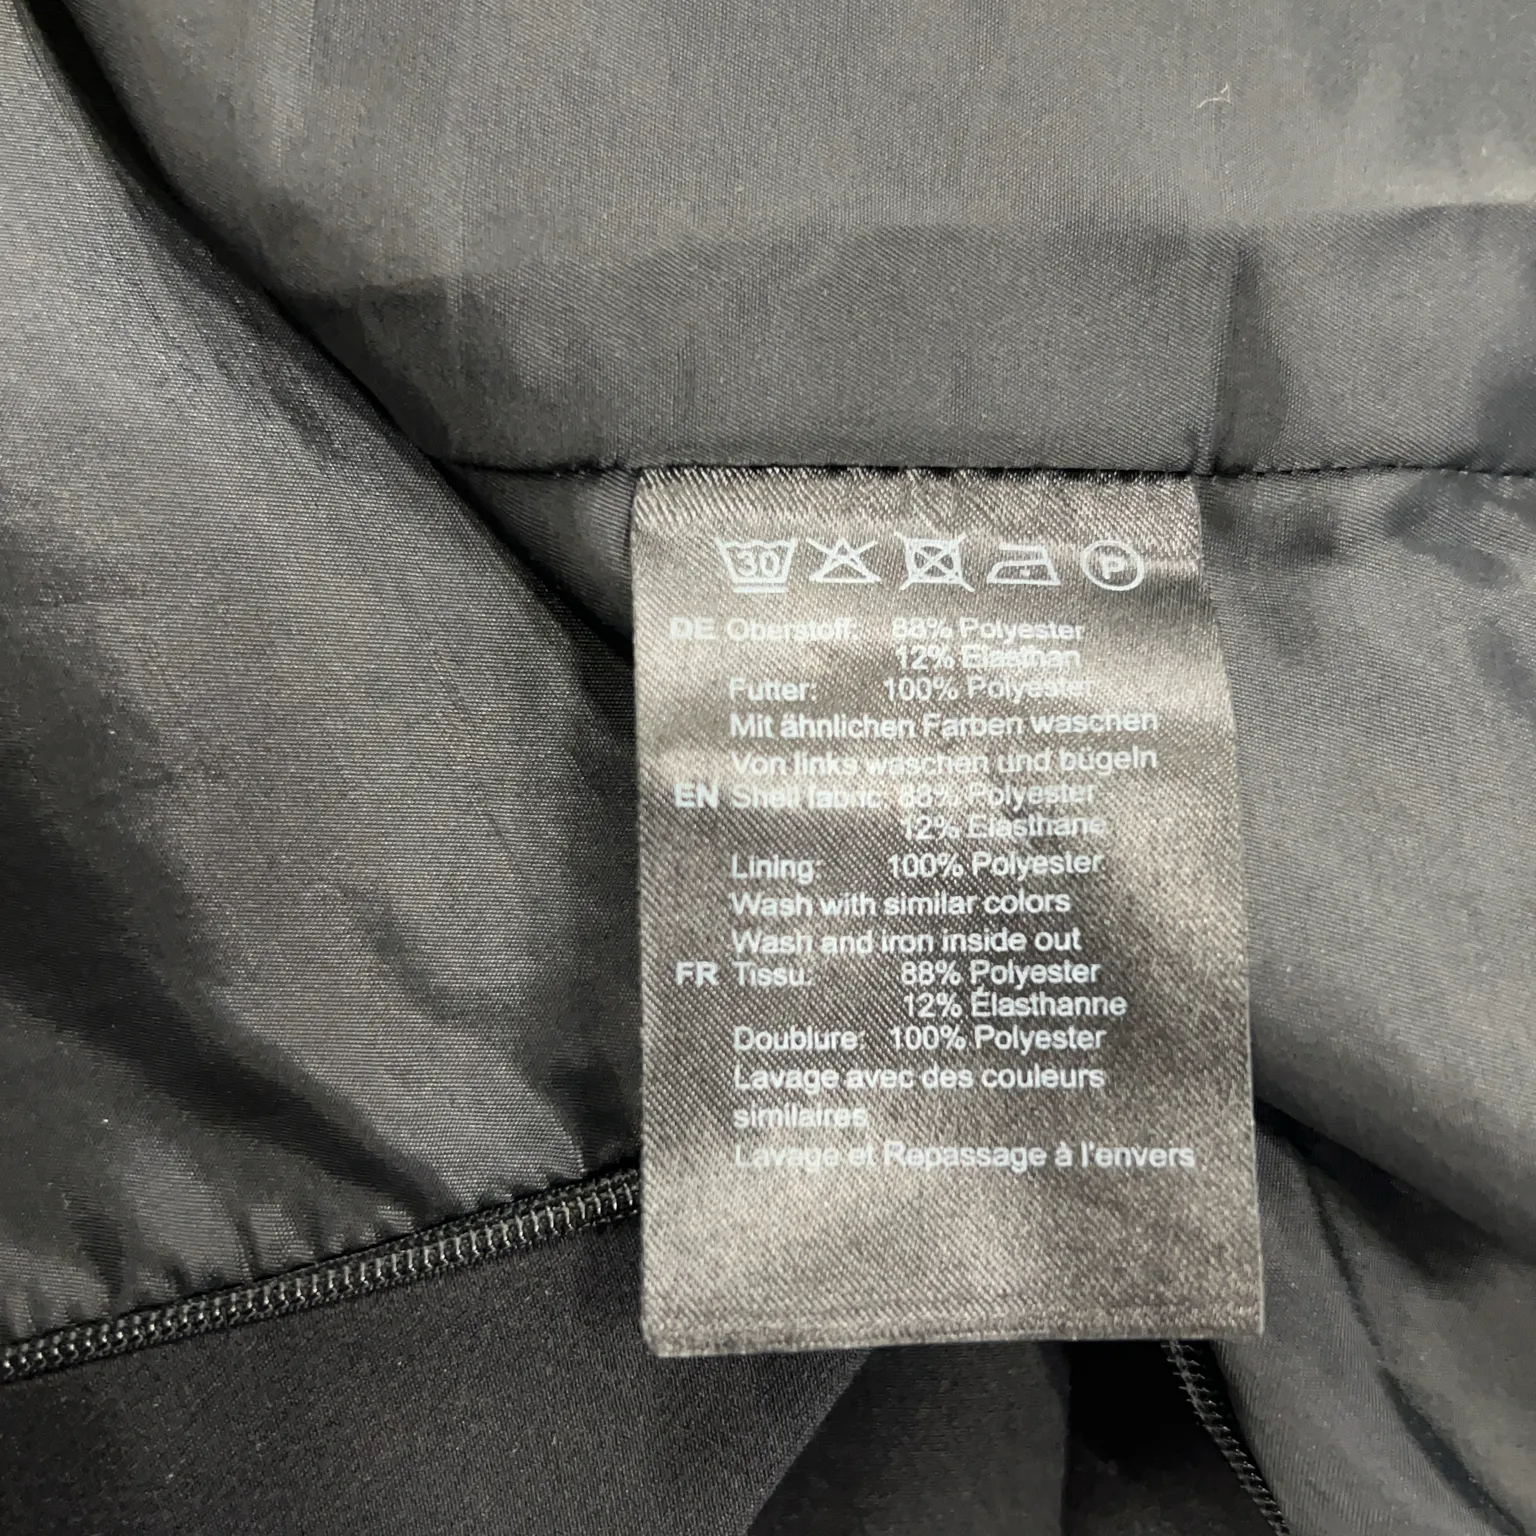 30 P
DE Oberstoff: 88% Polyester
12% Elasthan
Futter: 100% Polyester
Mit ähnlichen Farben waschen
Von links waschen und bügeln
EN Shell fabric: 88% Polyester
12% Elasthane
Lining: 100% Polyester
Wash with similar colors
Wash and iron inside out
FR Tissu: 88% Polyester
12% Élasthanne
Doublure: 100% Polyester
Lavage avec des couleurs
similaires
Lavage et Repassage à l'envers